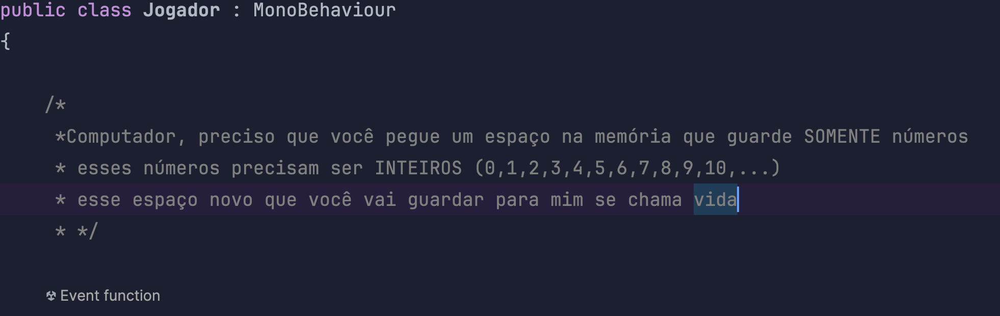 public class Jogador : MonoBehaviour
{
/*
*Computador, preciso que você pegue um espaço na memória que guarde SOMENTE números
* esses números precisam ser INTEIROS (0,1,2,3,4,5,6,7,8,9,10,...)
* esse espaço novo que você vai guardar para mim se chama vida
* */
Event function